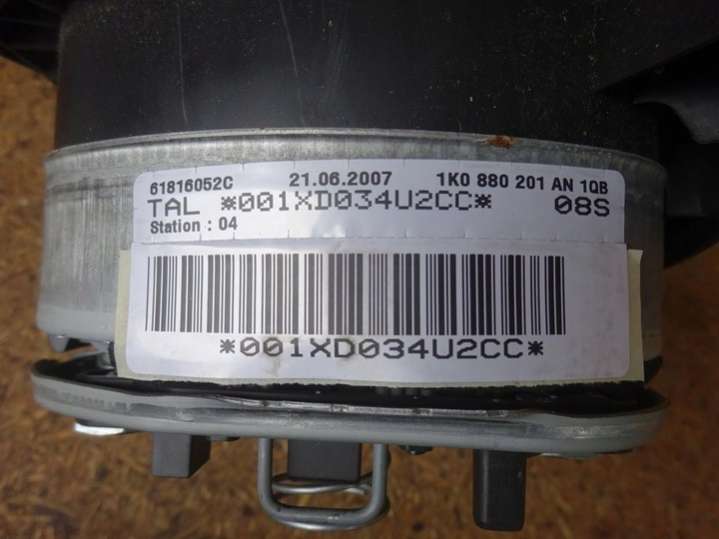 61816052C 21.06.2007 1K0 880 201 AN 1QB
TAL *001XD034U2CC* 08S
Station : 04
*001XD034U2CC*